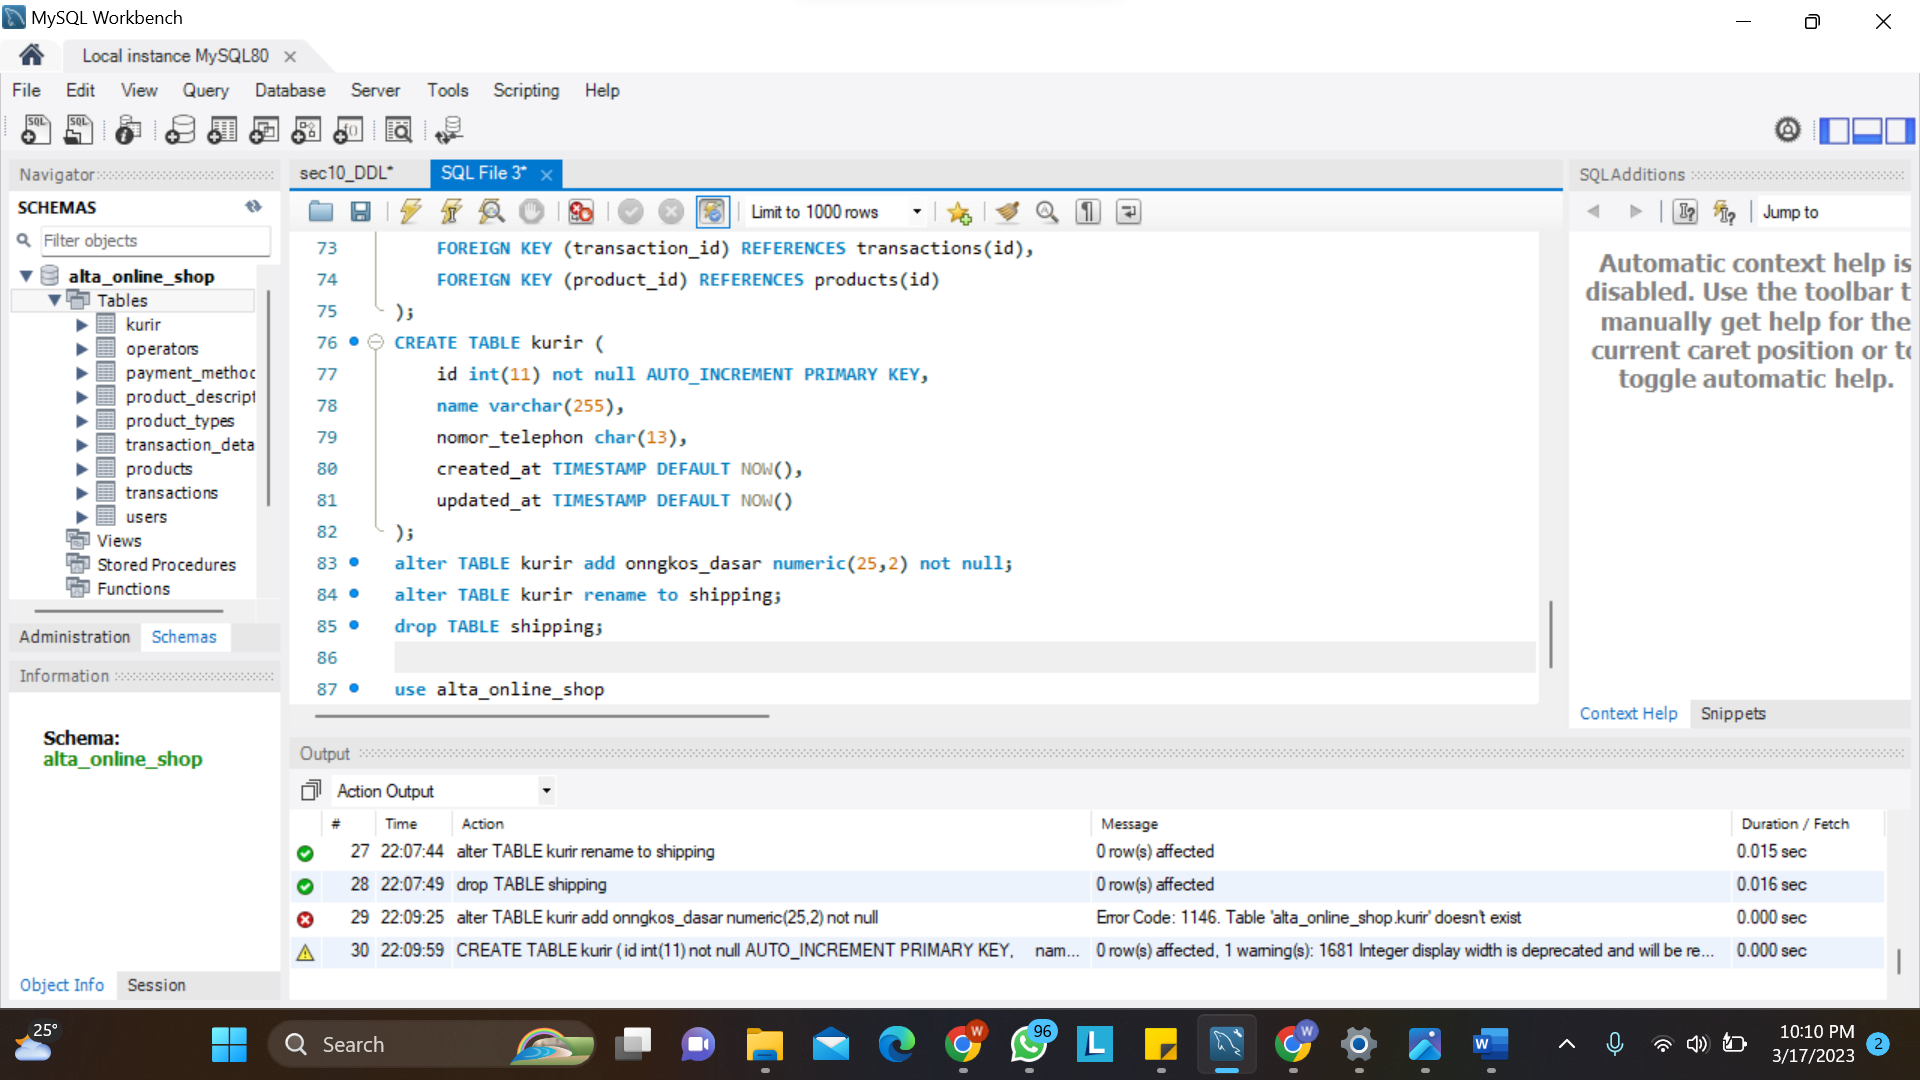 MySQL Workbench
Local instance MySQL80
File Edit View Query Database Server Tools Scripting Help
Navigator
SCHEMAS
Filter objects
alta_online_shop
Tables
kurir
operators
payment_methoc
product_descript
product_types
transaction_deta
products
transactions
users
Views
Stored Procedures
Functions
Administration Schemas
Information
Schema:
alta_online_shop
Object Info Session
sec10_DDL* SQL File 3*
Limit to 1000 rows
73 FOREIGN KEY (transaction_id) REFERENCES transactions(id),
74 FOREIGN KEY (product_id) REFERENCES products(id)
75 );
76 CREATE TABLE kurir (
77 id int(11) not null AUTO_INCREMENT PRIMARY KEY,
78 name varchar(255),
79 nomor_telephon char(13),
80 created_at TIMESTAMP DEFAULT NOW(),
81 updated_at TIMESTAMP DEFAULT NOW()
82 );
83 alter TABLE kurir add onngkos_dasar numeric(25,2) not null;
84 alter TABLE kurir rename to shipping;
85 drop TABLE shipping;
86
87 use alta_online_shop
SQLAdditions
Jump to
Automatic context help is
disabled. Use the toolbar t
manually get help for the
current caret position or to
toggle automatic help.
Context Help Snippets
Output
Action Output
# Time Action Message Duration / Fetch
27 22:07:44 alter TABLE kurir rename to shipping 0 row(s) affected 0.015 sec
28 22:07:49 drop TABLE shipping 0 row(s) affected 0.016 sec
29 22:09:25 alter TABLE kurir add onngkos_dasar numeric(25,2) not null Error Code: 1146. Table 'alta_online_shop.kurir' doesn't exist 0.000 sec
30 22:09:59 CREATE TABLE kurir ( id int(11) not null AUTO_INCREMENT PRIMARY KEY, nam... 0 row(s) affected, 1 warning(s): 1681 Integer display width is deprecated and will be re... 0.000 sec
25°
Search
96
10:10 PM
3/17/2023
2